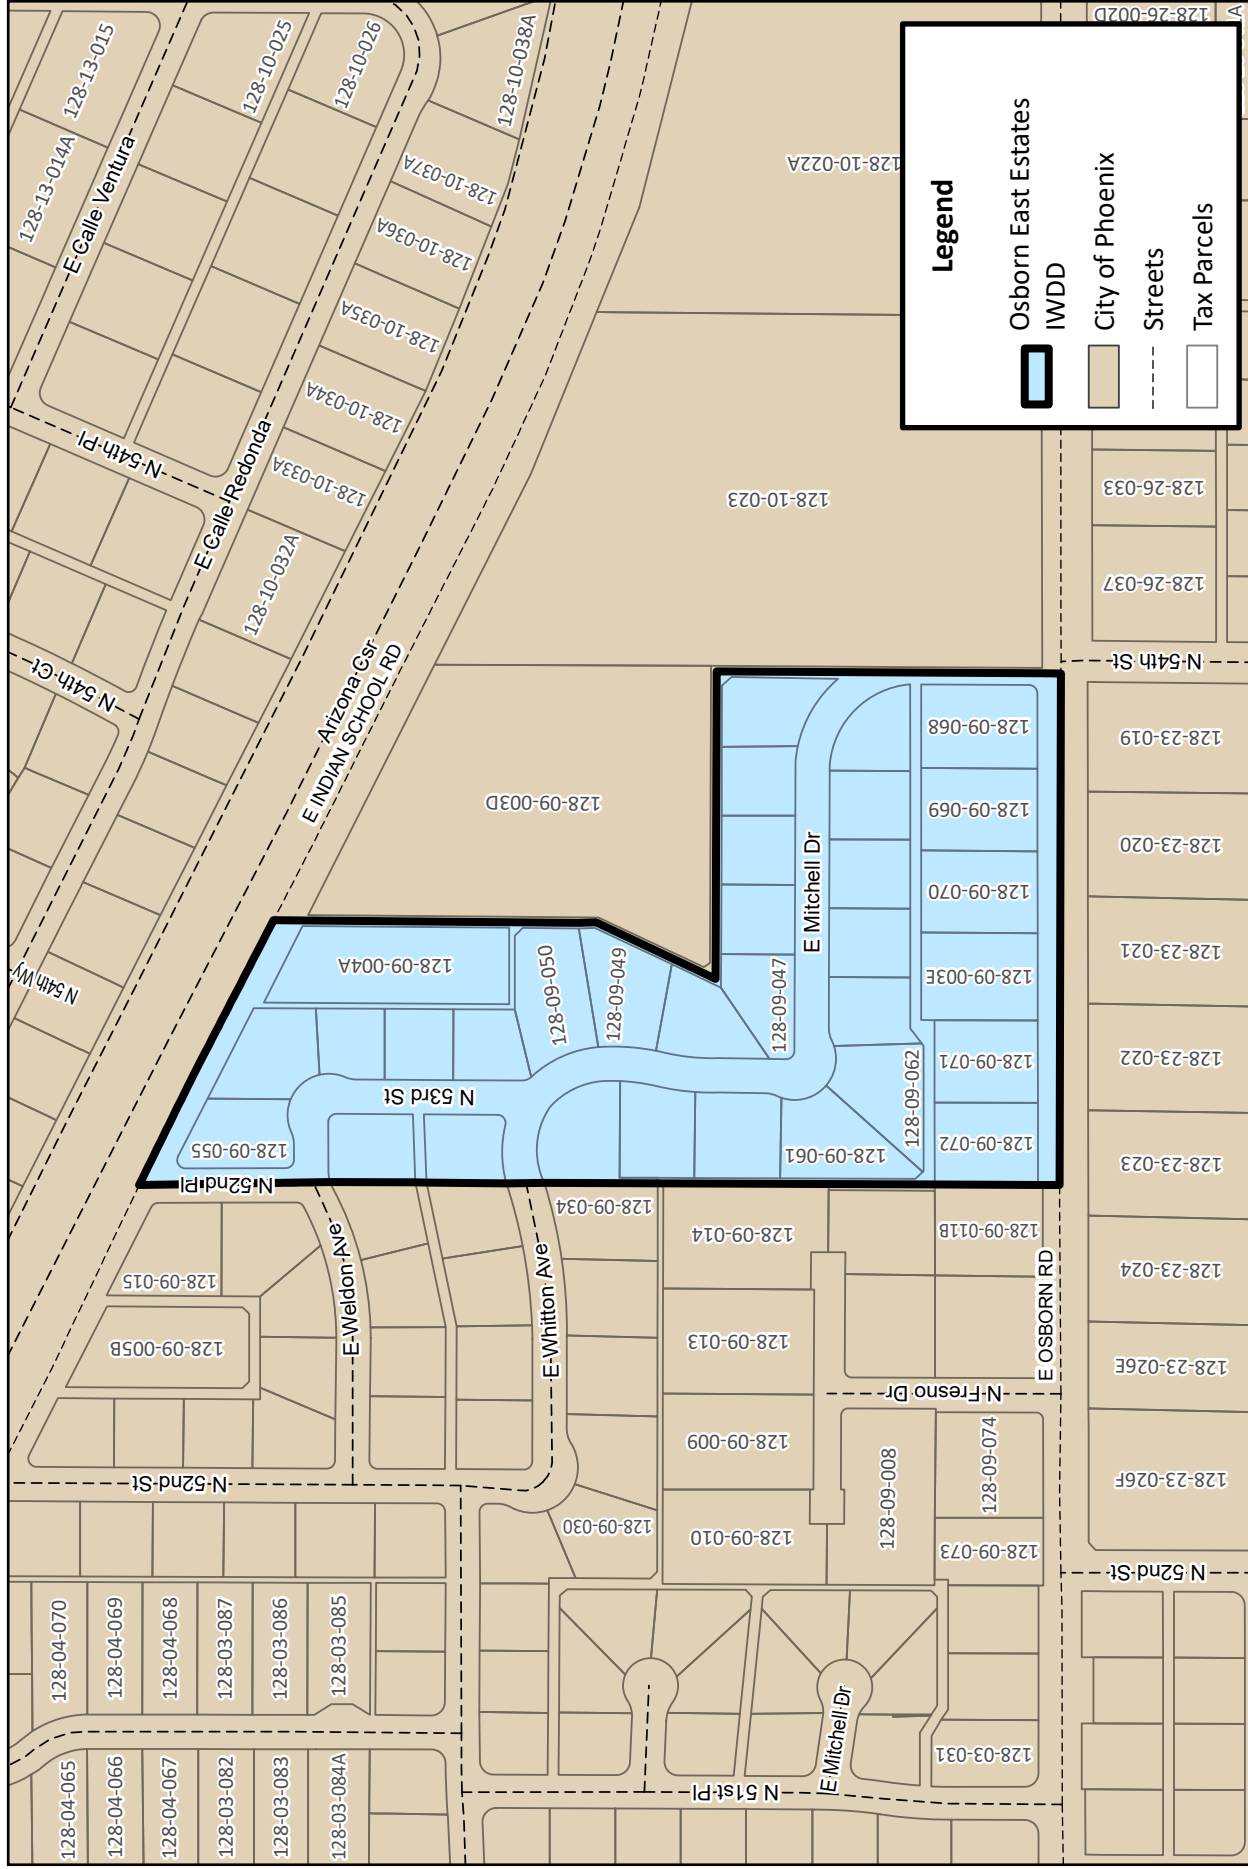 128-13-015
128-13-014A
E Calle Ventura
128-10-025
128-10-026
128-10-038A
128-10-037A
128-10-036A
128-10-035A
128-10-034A
128-10-033A
128-10-032A
N 54th Pl
E Calle Redonda
N 54th Ct
N 54th Wy
Arizona Csr
E INDIAN SCHOOL RD
128-10-022A
128-10-023
128-26-002D
Legend
Osborn East Estates
IWDD
City of Phoenix
Streets
Tax Parcels
128-26-033
128-26-037
N 54th St
128-09-003D
128-09-004A
128-09-050
128-09-049
128-09-047
E Mitchell Dr
128-09-068
128-09-069
128-09-070
128-09-003E
128-09-071
128-09-072
128-09-062
128-09-061
N 53rd St
128-09-055
N 52nd Pl
128-23-019
128-23-020
128-23-021
128-23-022
128-23-023
128-23-024
128-23-026E
128-23-026F
128-09-015
128-09-005B
E Weldon Ave
E Whitton Ave
128-09-034
128-09-014
128-09-013
128-09-009
128-09-010
128-09-011B
E OSBORN RD
N Fresno Dr
128-09-008
128-09-074
128-09-073
128-09-030
N 52nd St
N 52nd St
128-04-070
128-04-069
128-04-068
128-03-087
128-03-086
128-03-085
128-04-065
128-04-066
128-04-067
128-03-082
128-03-083
128-03-084A
N 51st Pl
E Mitchell Dr
128-03-031